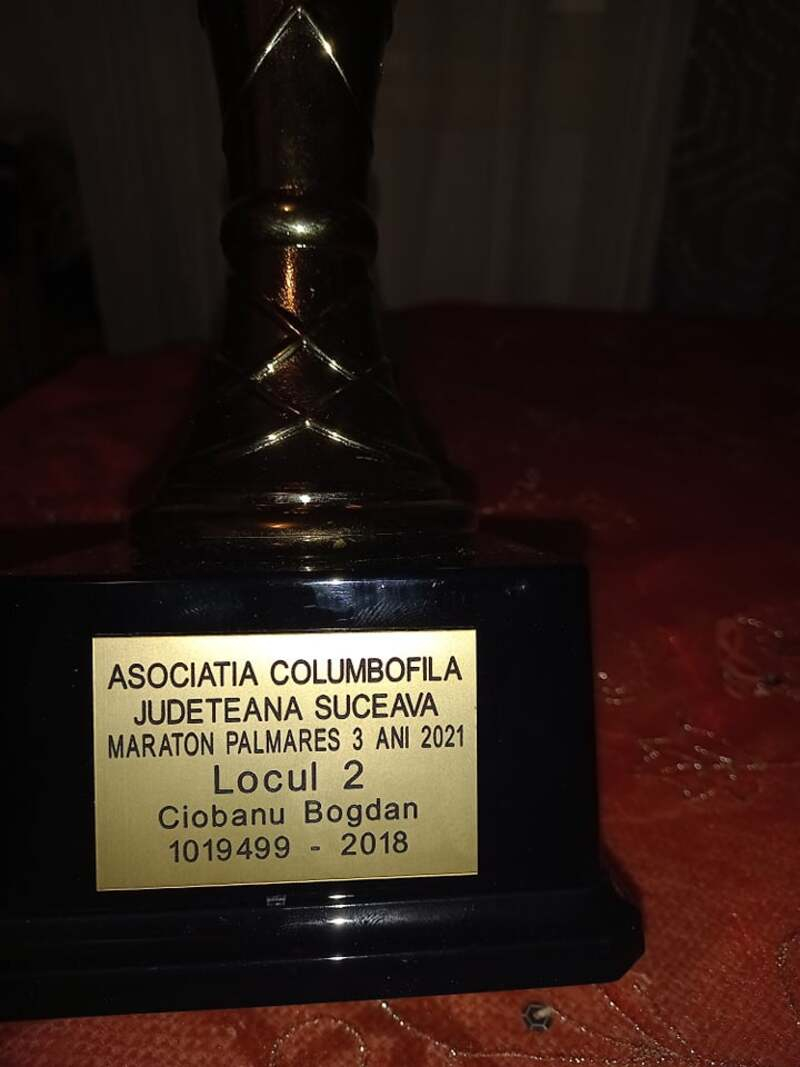 ASOCIATIA COLUMBOFILA
JUDETEANA SUCEAVA
MARATON PALMARES 3 ANI 2021
Locul 2
Ciobanu Bogdan
1019499 - 2018